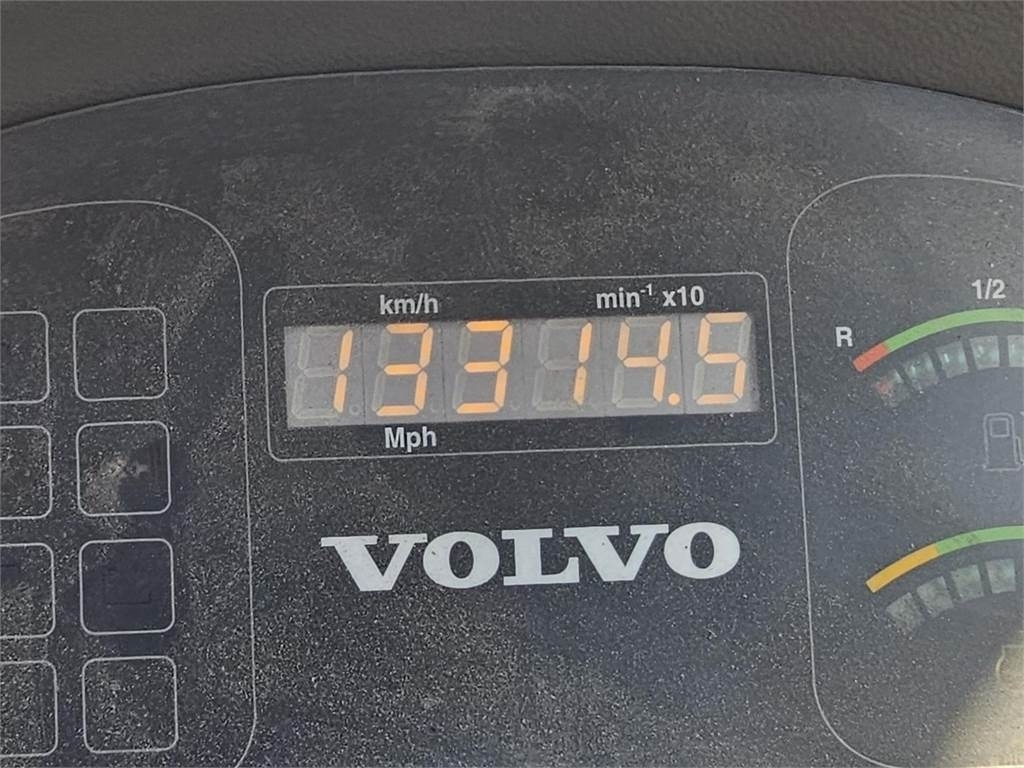 km/h min⁻¹ x10
13314.5
Mph
VOLVO
R 1/2